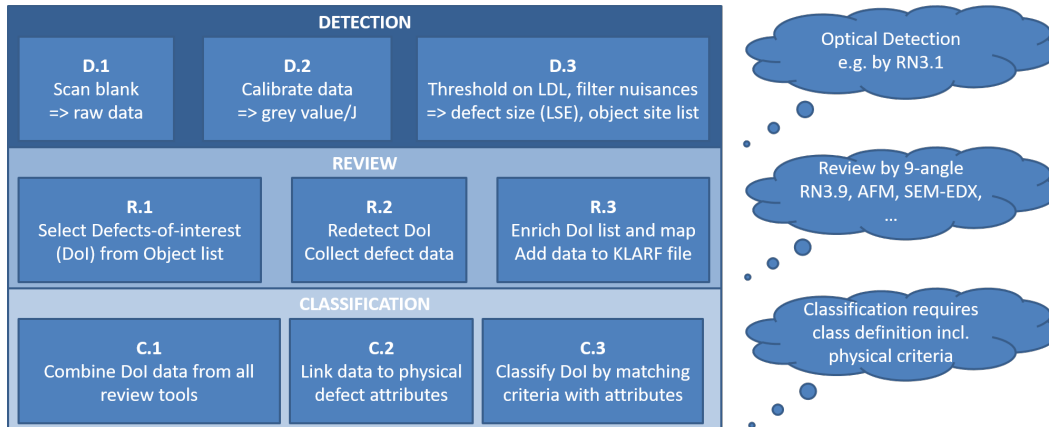 DETECTION
D.1
Scan blank
=> raw data
D.2
Calibrate data
=> grey value/J
D.3
Threshold on LDL, filter nuisances
=> defect size (LSE), object site list
Optical Detection
e.g. by RN3.1
REVIEW
R.1
Select Defects-of-interest
(DoI) from Object list
R.2
Redetect DoI
Collect defect data
R.3
Enrich DoI list and map
Add data to KLARF file
Review by 9-angle
RN3.9, AFM, SEM-EDX,
...
CLASSIFICATION
C.1
Combine DoI data from all
review tools
C.2
Link data to physical
defect attributes
C.3
Classify DoI by matching
criteria with attributes
Classification requires
class definition incl.
physical criteria